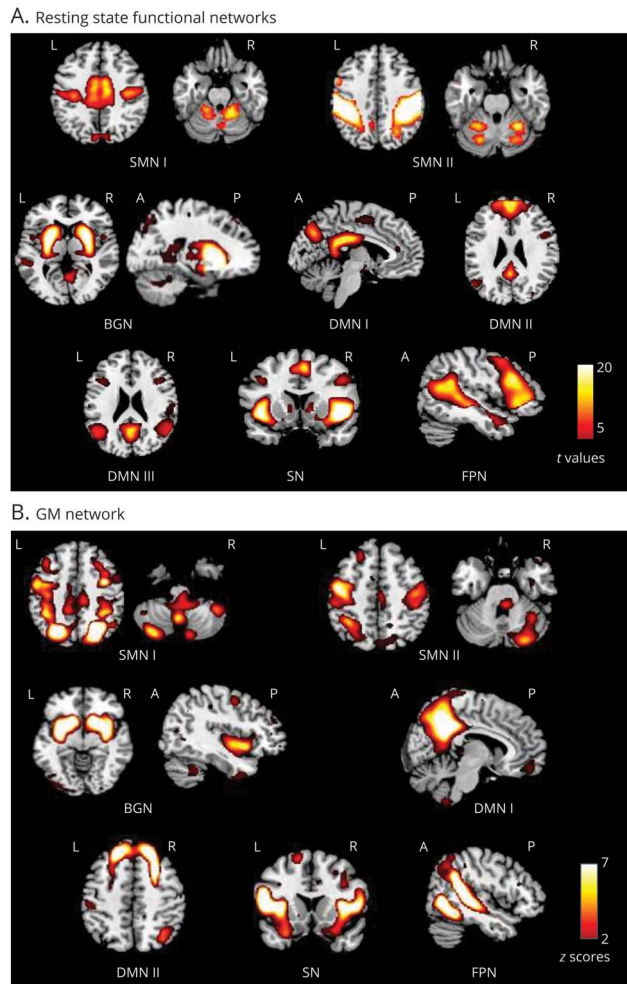 A. Resting state functional networks
L R L R
SMN I SMN II
L R A P A P L R
BGN DMN I DMN II
L R L R A P
20
5
t values
DMN III SN FPN
B. GM network
L R L R
SMN I SMN II
L R A P A P
BGN DMN I
L R L R A P
7
2
z scores
DMN II SN FPN